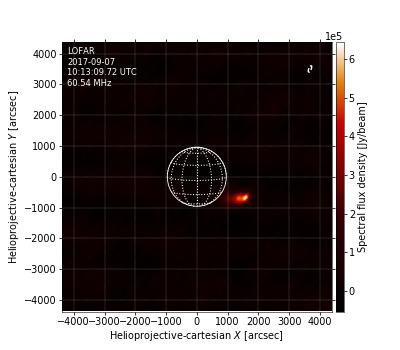 1e5
LOFAR
2017-09-07
10:13:09.72 UTC
60.54 MHz
4000
3000
2000
1000
0
−1000
−2000
−3000
−4000
Helioprojective-cartesian Y [arcsec]
−4000 −3000 −2000 −1000 0 1000 2000 3000 4000
Helioprojective-cartesian X [arcsec]
6
5
4
3
2
1
0
Spectral flux density [Jy/beam]